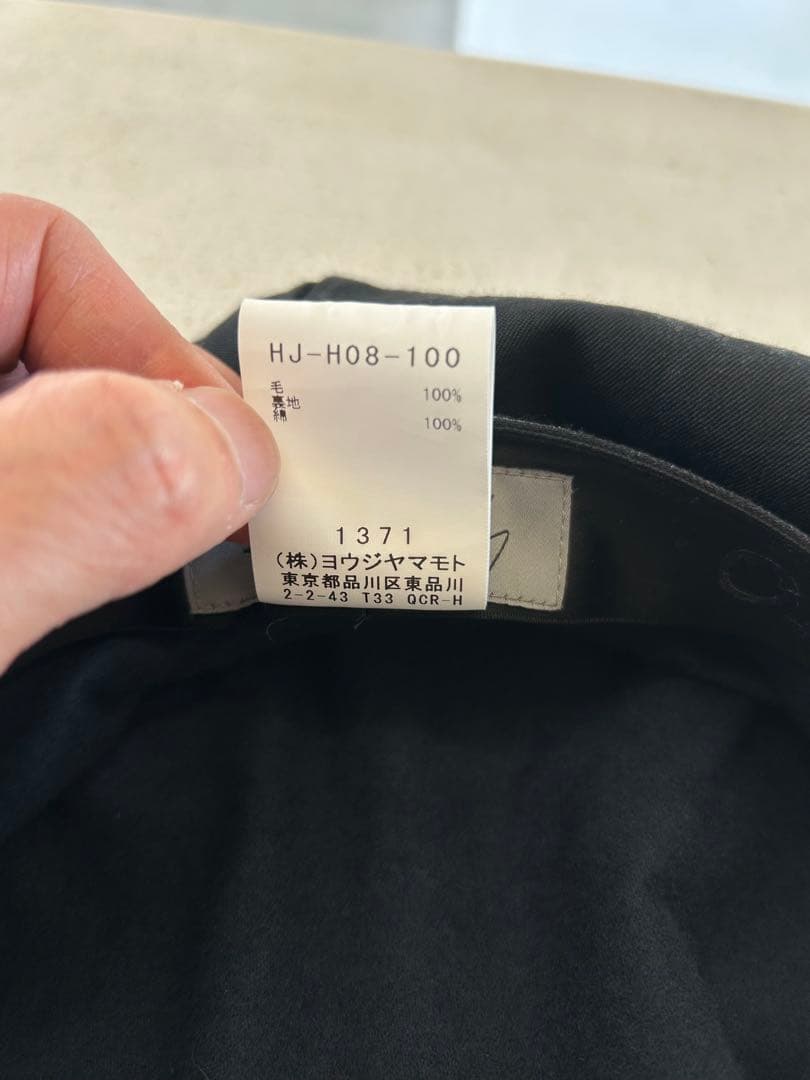 HJ-H08-100
毛 100%
裏地
綿 100%
1371
(株)ヨウジヤマモト
東京都品川区東品川
2-2-43 T33 QCR-H